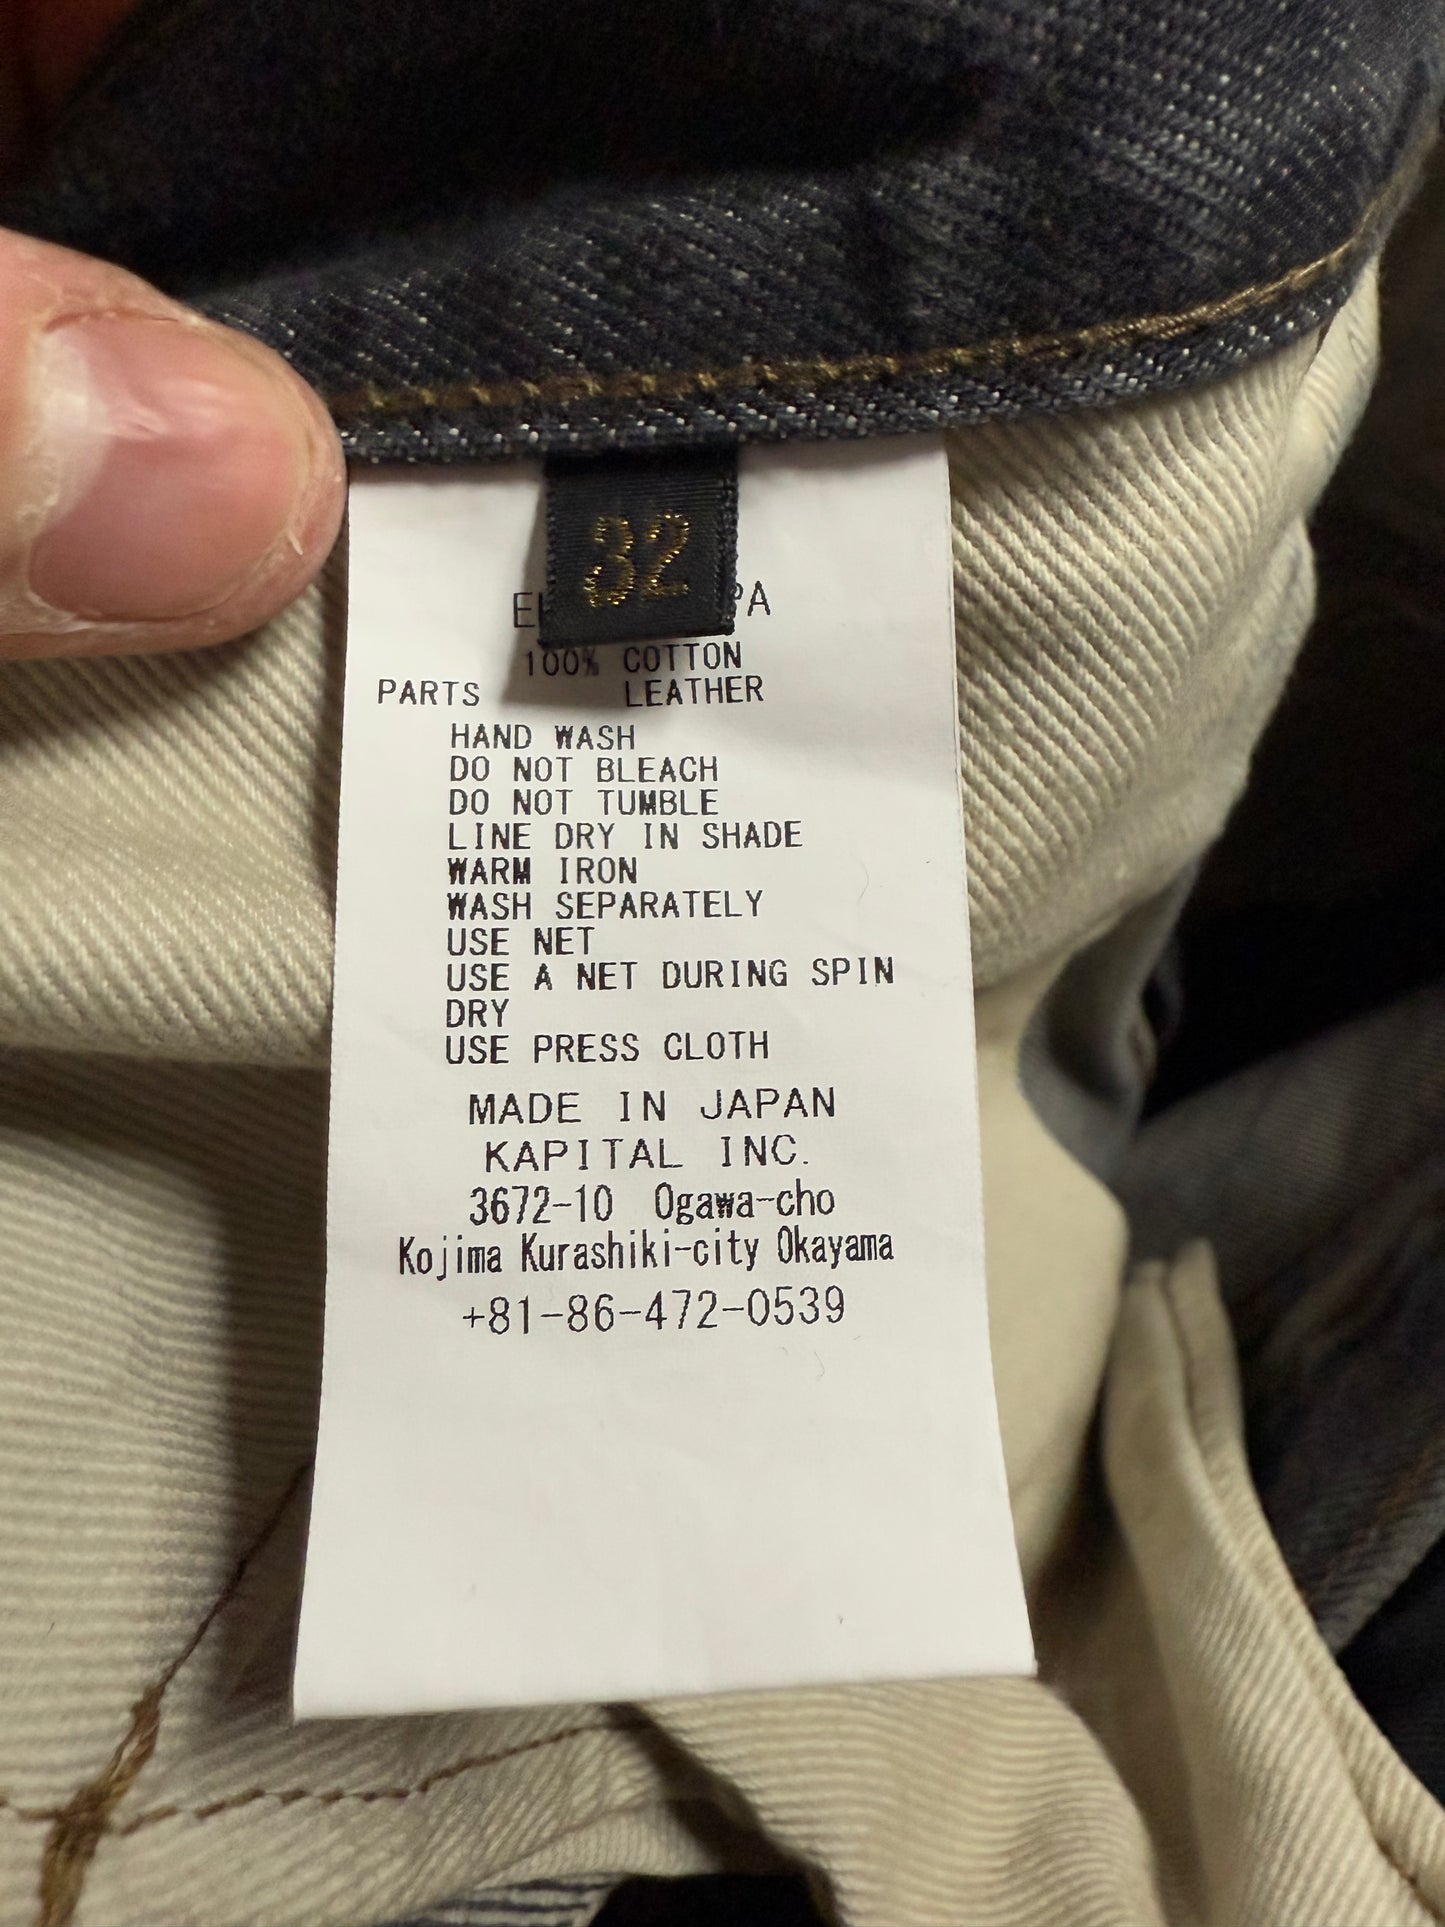 32
100% COTTON
PARTS LEATHER
HAND WASH
DO NOT BLEACH
DO NOT TUMBLE
LINE DRY IN SHADE
WARM IRON
WASH SEPARATELY
USE NET
USE A NET DURING SPIN
DRY
USE PRESS CLOTH
MADE IN JAPAN
KAPITAL INC.
3672-10 Ogawa-cho
Kojima Kurashiki-city Okayama
+81-86-472-0539